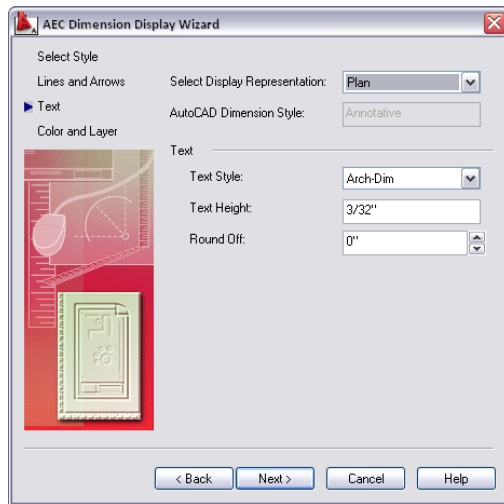 AEC Dimension Display Wizard
Select Style
Lines and Arrows
Text
Color and Layer
Select Display Representation: Plan
AutoCAD Dimension Style: Annotative
Text
Text Style: Arch-Dim
Text Height: 3/32"
Round Off: 0"
< Back Next > Cancel Help